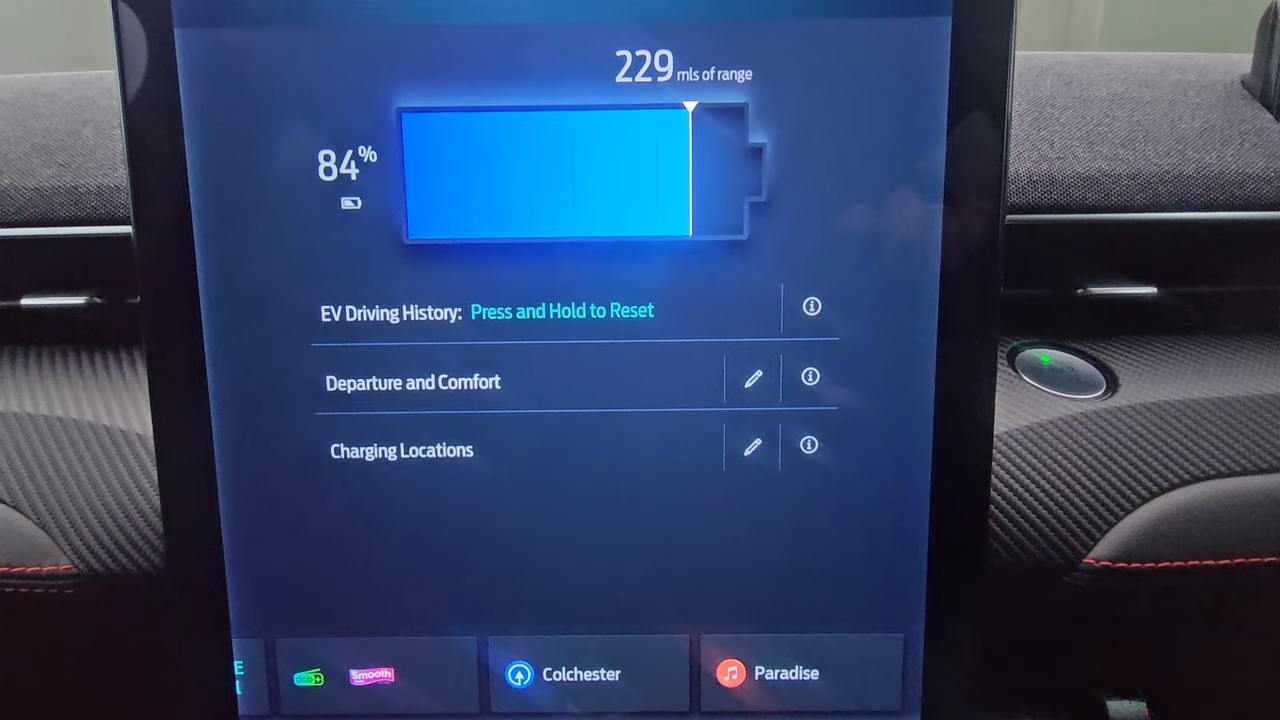 229 mls of range
84%
EV Driving History: Press and Hold to Reset
Departure and Comfort
Charging Locations
dab+
Smooth
Colchester
Paradise